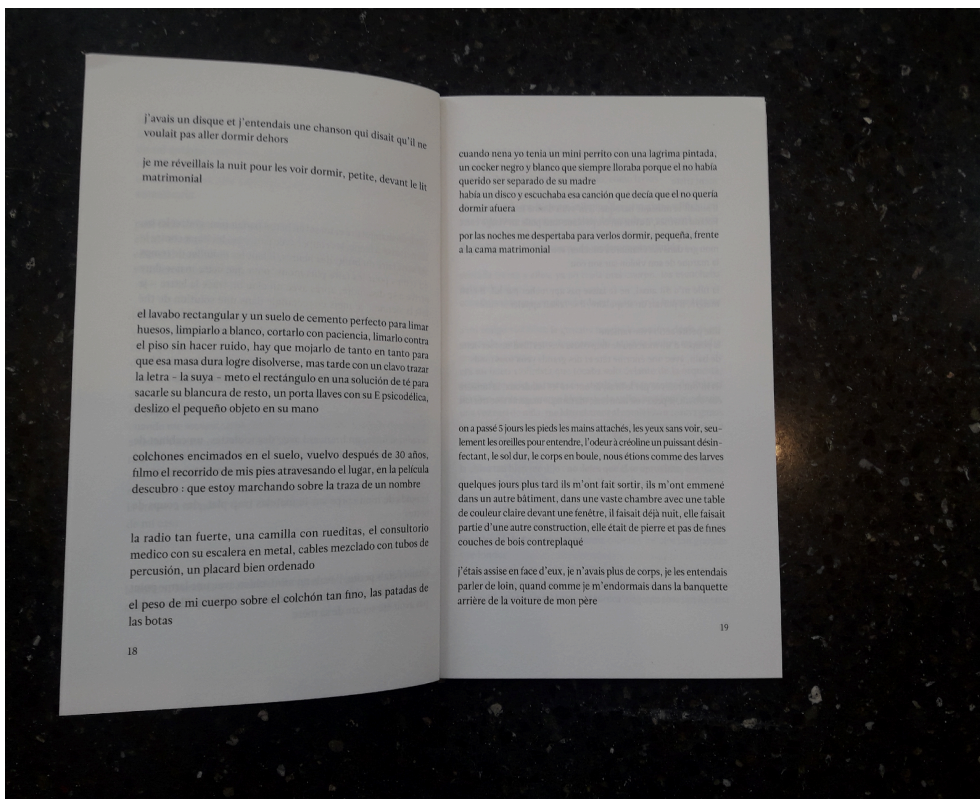 j'avais un disque et j'entendais une chanson qui disait qu'il ne
voulait pas aller dormir dehors
je me réveillais la nuit pour les voir dormir, petite, devant le lit
matrimonial
el lavabo rectangular y un suelo de cemento perfecto para limar
huesos, limpiarlo a blanco, cortarlo con paciencia, limarlo contra
el piso sin hacer ruido, hay que mojarlo de tanto en tanto para
que esa masa dura logre disolverse, mas tarde con un clavo trazar
la letra – la suya – meto el rectángulo en una solución de té para
sacarle su blancura de resto, un porta llaves con su E psicodélica,
deslizo el pequeño objeto en su mano
colchones encimados en el suelo, vuelvo después de 30 años,
filmo el recorrido de mis pies atravesando el lugar, en la película
descubro : que estoy marchando sobre la traza de un nombre
la radio tan fuerte, una camilla con rueditas, el consultorio
medico con su escalera en metal, cables mezclado con tubos de
percusión, un placard bien ordenado
el peso de mi cuerpo sobre el colchón tan fino, las patadas de
las botas
18
cuando nena yo tenia un mini perrito con una lagrima pintada,
un cocker negro y blanco que siempre lloraba porque el no había
querido ser separado de su madre
había un disco y escuchaba esa canción que decía que el no quería
dormir afuera
por las noches me despertaba para verlos dormir, pequeña, frente
a la cama matrimonial
on a passé 5 jours les pieds les mains attachés, les yeux sans voir, seu-
lement les oreilles pour entendre, l'odeur à créoline un puissant désin-
fectant, le sol dur, le corps en boule, nous étions comme des larves
quelques jours plus tard ils m'ont fait sortir, ils m'ont emmené
dans un autre bâtiment, dans une vaste chambre avec une table
de couleur claire devant une fenêtre, il faisait déjà nuit, elle faisait
partie d'une autre construction, elle était de pierre et pas de fines
couches de bois contreplaqué
j'étais assise en face d'eux, je n'avais plus de corps, je les entendais
parler de loin, quand comme je m'endormais dans la banquette
arrière de la voiture de mon père
19